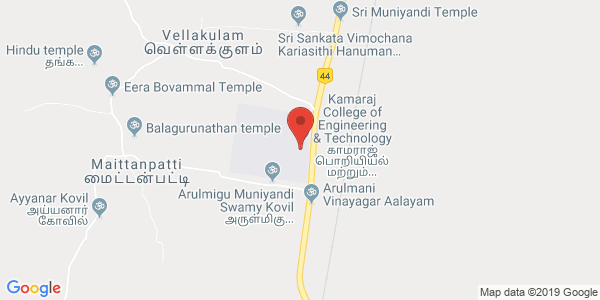 Sri Muniyandi Temple
Vellakulam
வெள்ளக்குளம்
Sri Sankata Vimochana
Kariasithi Hanuman...
Hindu temple
தங்க...
44
Eera Bovammal Temple
Kamaraj
College of
Engineering
& Technology
காமராஜ்
பொறியியல்
மற்றும்...
Balagurunathan temple
Maittanpatti
மைட்டன்பட்டி
Arulmigu Muniyandi
Swamy Kovil
அருள்மிகு...
Arulmani
Vinayagar Aalayam
Ayyanar Kovil
அய்யனார்
கோவில்
Google
Map data ©2019 Google